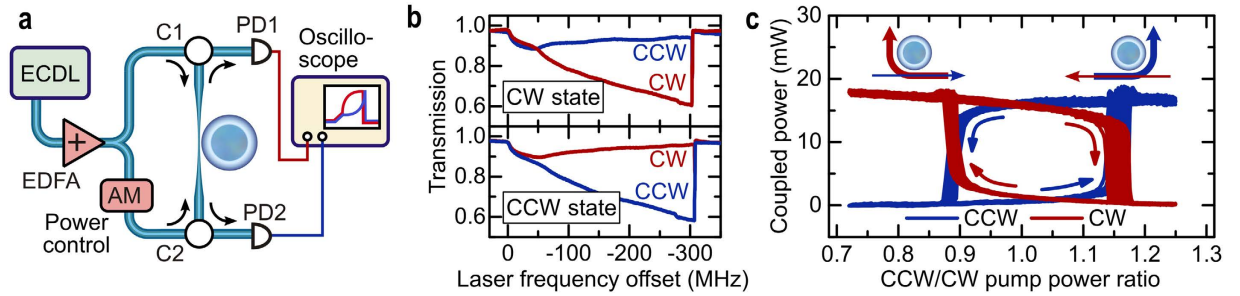 a
ECDL
EDFA
+
AM
Power
control
C1
C2
PD1
PD2
Oscillo-
scope
b
Transmission
1.0
0.8
0.6
CCW
CW
CW state
1.0
0.8
0.6
CW
CCW
CCW state
0 -100 -200 -300
Laser frequency offset (MHz)
c
Coupled power (mW)
30
20
10
0
CCW CW
0.7 0.8 0.9 1.0 1.1 1.2 1.3
CCW/CW pump power ratio